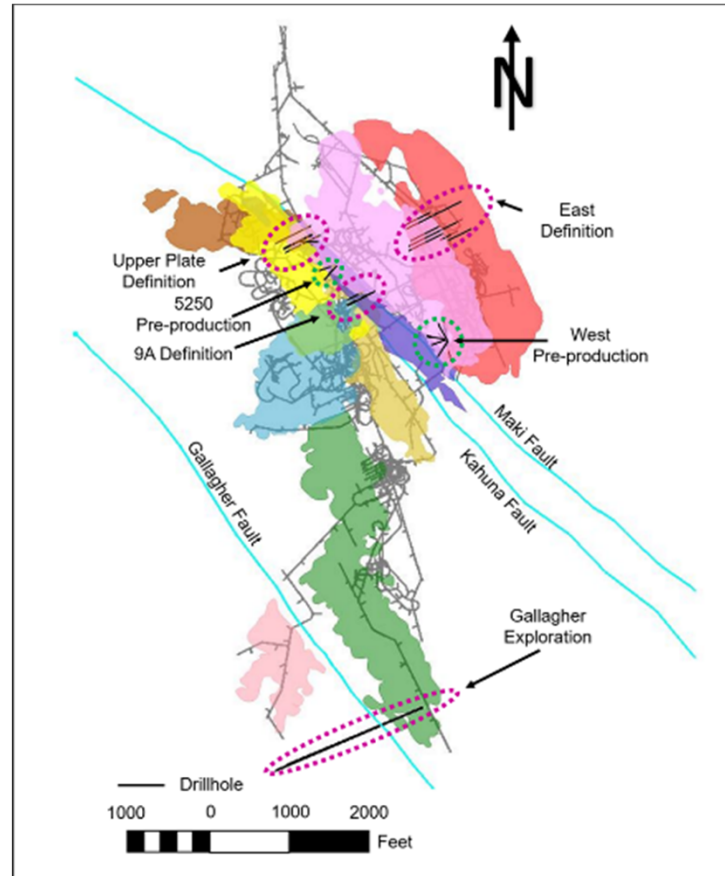 N
East
Definition
Upper Plate
Definition
5250
Pre-production
9A Definition
West
Pre-production
Gallagher Fault
Maki Fault
Kahuna Fault
Gallagher
Exploration
Drillhole
1000 0 1000 2000
Feet